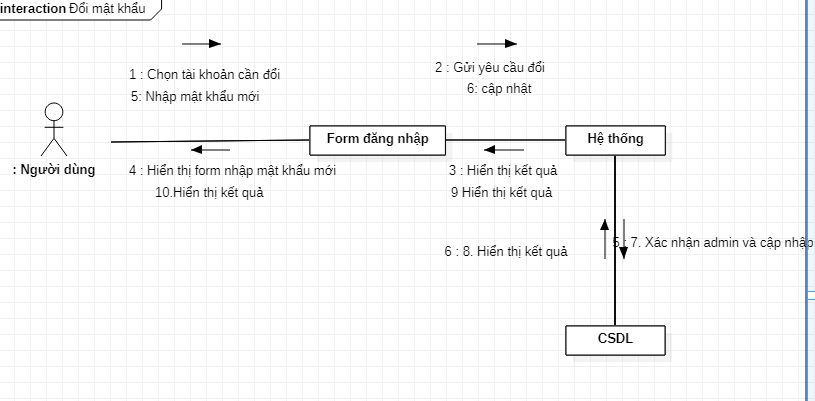 interaction Đổi mật khẩu
1 : Chọn tài khoản cần đổi
5: Nhập mật khẩu mới
2 : Gửi yêu cầu đổi
6: cập nhật
: Người dùng
Form đăng nhập
Hệ thống
4 : Hiển thị form nhập mật khẩu mới
10.Hiển thị kết quả
3 : Hiển thị kết quả
9 Hiển thị kết quả
6 : 8. Hiển thị kết quả
5 : 7. Xác nhận admin và cập nhập
CSDL